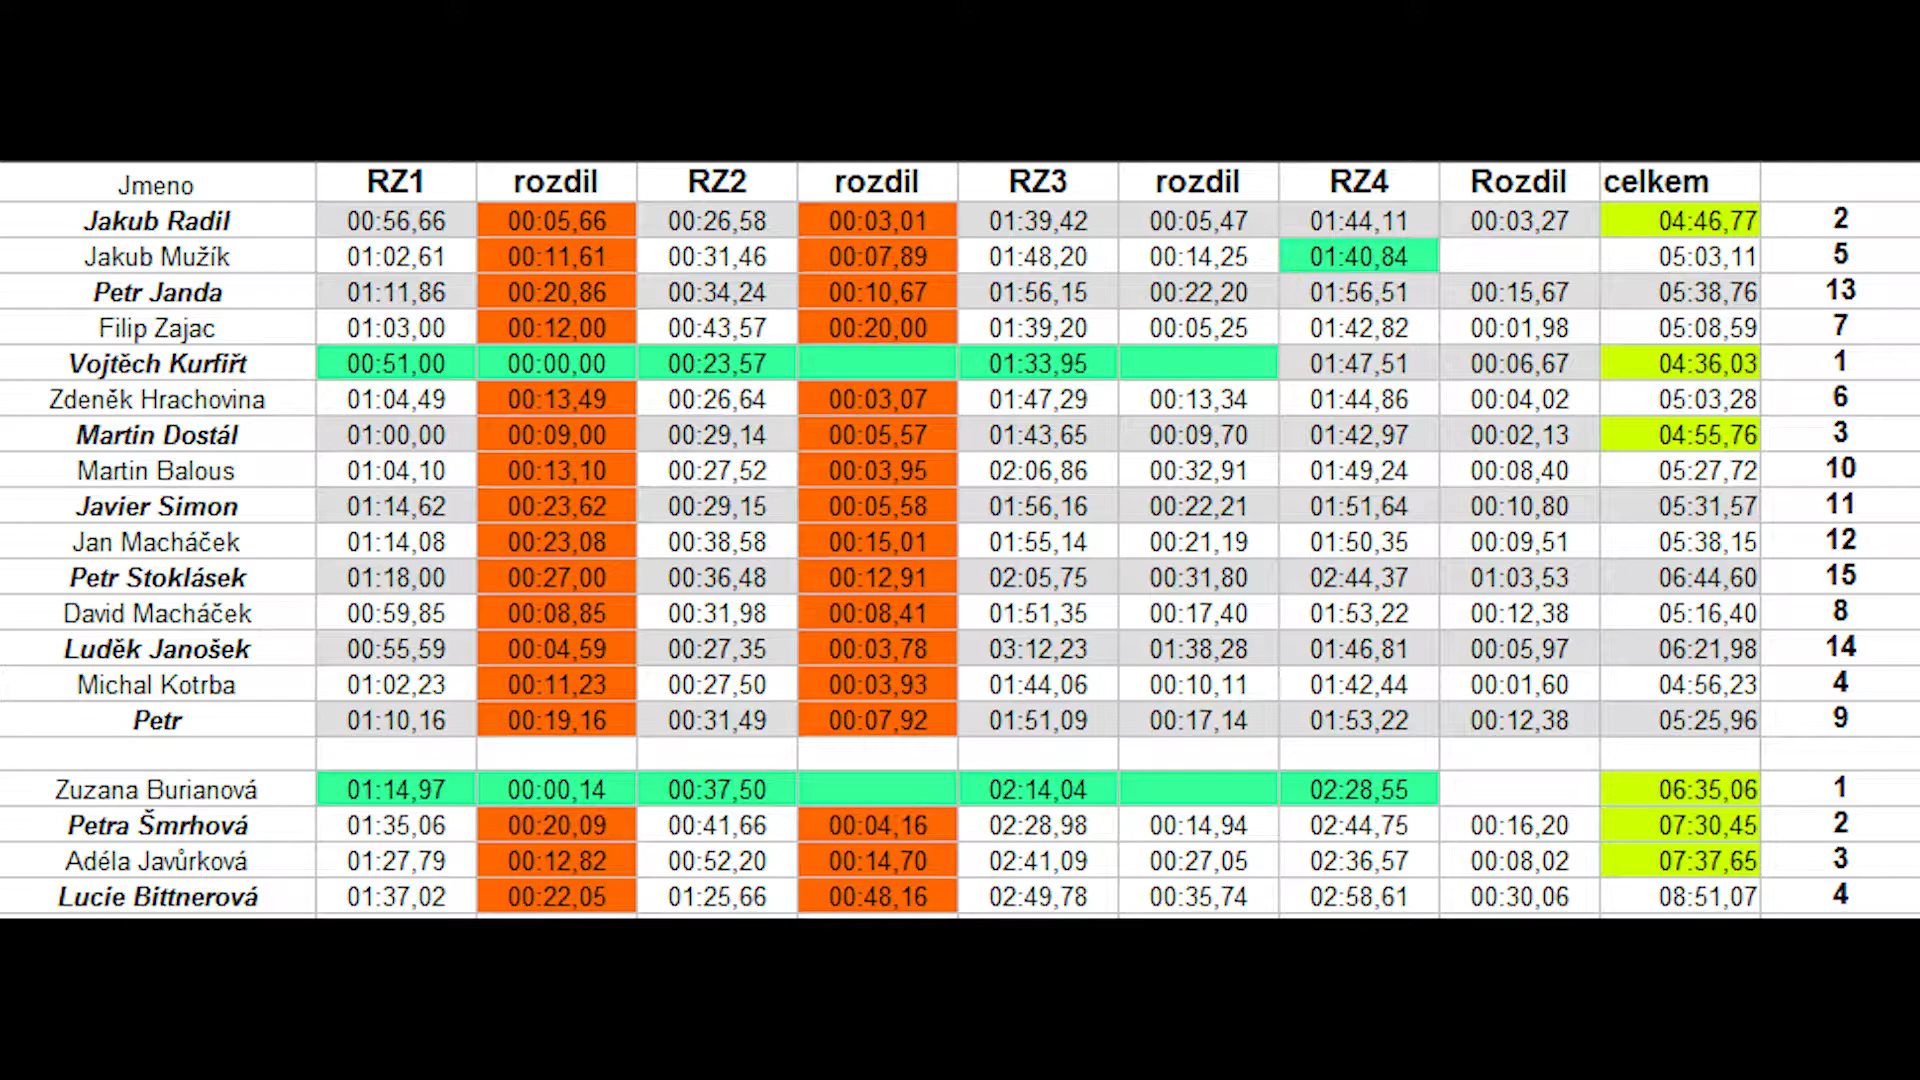 Jmeno RZ1 rozdil RZ2 rozdil RZ3 rozdil RZ4 Rozdil celkem
Jakub Radil 00:56,66 00:05,66 00:26,58 00:03,01 01:39,42 00:05,47 01:44,11 00:03,27 04:46,77 2
Jakub Mužík 01:02,61 00:11,61 00:31,46 00:07,89 01:48,20 00:14,25 01:40,84 05:03,11 5
Petr Janda 01:11,86 00:20,86 00:34,24 00:10,67 01:56,15 00:22,20 01:56,51 00:15,67 05:38,76 13
Filip Zajac 01:03,00 00:12,00 00:43,57 00:20,00 01:39,20 00:05,25 01:42,82 00:01,98 05:08,59 7
Vojtěch Kurfiřt 00:51,00 00:00,00 00:23,57 01:33,95 01:47,51 00:06,67 04:36,03 1
Zdeněk Hrachovina 01:04,49 00:13,49 00:26,64 00:03,07 01:47,29 00:13,34 01:44,86 00:04,02 05:03,28 6
Martin Dostál 01:00,00 00:09,00 00:29,14 00:05,57 01:43,65 00:09,70 01:42,97 00:02,13 04:55,76 3
Martin Balous 01:04,10 00:13,10 00:27,52 00:03,95 02:06,86 00:32,91 01:49,24 00:08,40 05:27,72 10
Javier Simon 01:14,62 00:23,62 00:29,15 00:05,58 01:56,16 00:22,21 01:51,64 00:10,80 05:31,57 11
Jan Macháček 01:14,08 00:23,08 00:38,58 00:15,01 01:55,14 00:21,19 01:50,35 00:09,51 05:38,15 12
Petr Stoklásek 01:18,00 00:27,00 00:36,48 00:12,91 02:05,75 00:31,80 02:44,37 01:03,53 06:44,60 15
David Macháček 00:59,85 00:08,85 00:31,98 00:08,41 01:51,35 00:17,40 01:53,22 00:12,38 05:16,40 8
Luděk Janošek 00:55,59 00:04,59 00:27,35 00:03,78 03:12,23 01:38,28 01:46,81 00:05,97 06:21,98 14
Michal Kotrba 01:02,23 00:11,23 00:27,50 00:03,93 01:44,06 00:10,11 01:42,44 00:01,60 04:56,23 4
Petr 01:10,16 00:19,16 00:31,49 00:07,92 01:51,09 00:17,14 01:53,22 00:12,38 05:25,96 9
Zuzana Burianová 01:14,97 00:00,14 00:37,50 02:14,04 02:28,55 06:35,06 1
Petra Šmrhová 01:35,06 00:20,09 00:41,66 00:04,16 02:28,98 00:14,94 02:44,75 00:16,20 07:30,45 2
Adéla Javůrková 01:27,79 00:12,82 00:52,20 00:14,70 02:41,09 00:27,05 02:36,57 00:08,02 07:37,65 3
Lucie Bittnerová 01:37,02 00:22,05 01:25,66 00:48,16 02:49,78 00:35,74 02:58,61 00:30,06 08:51,07 4